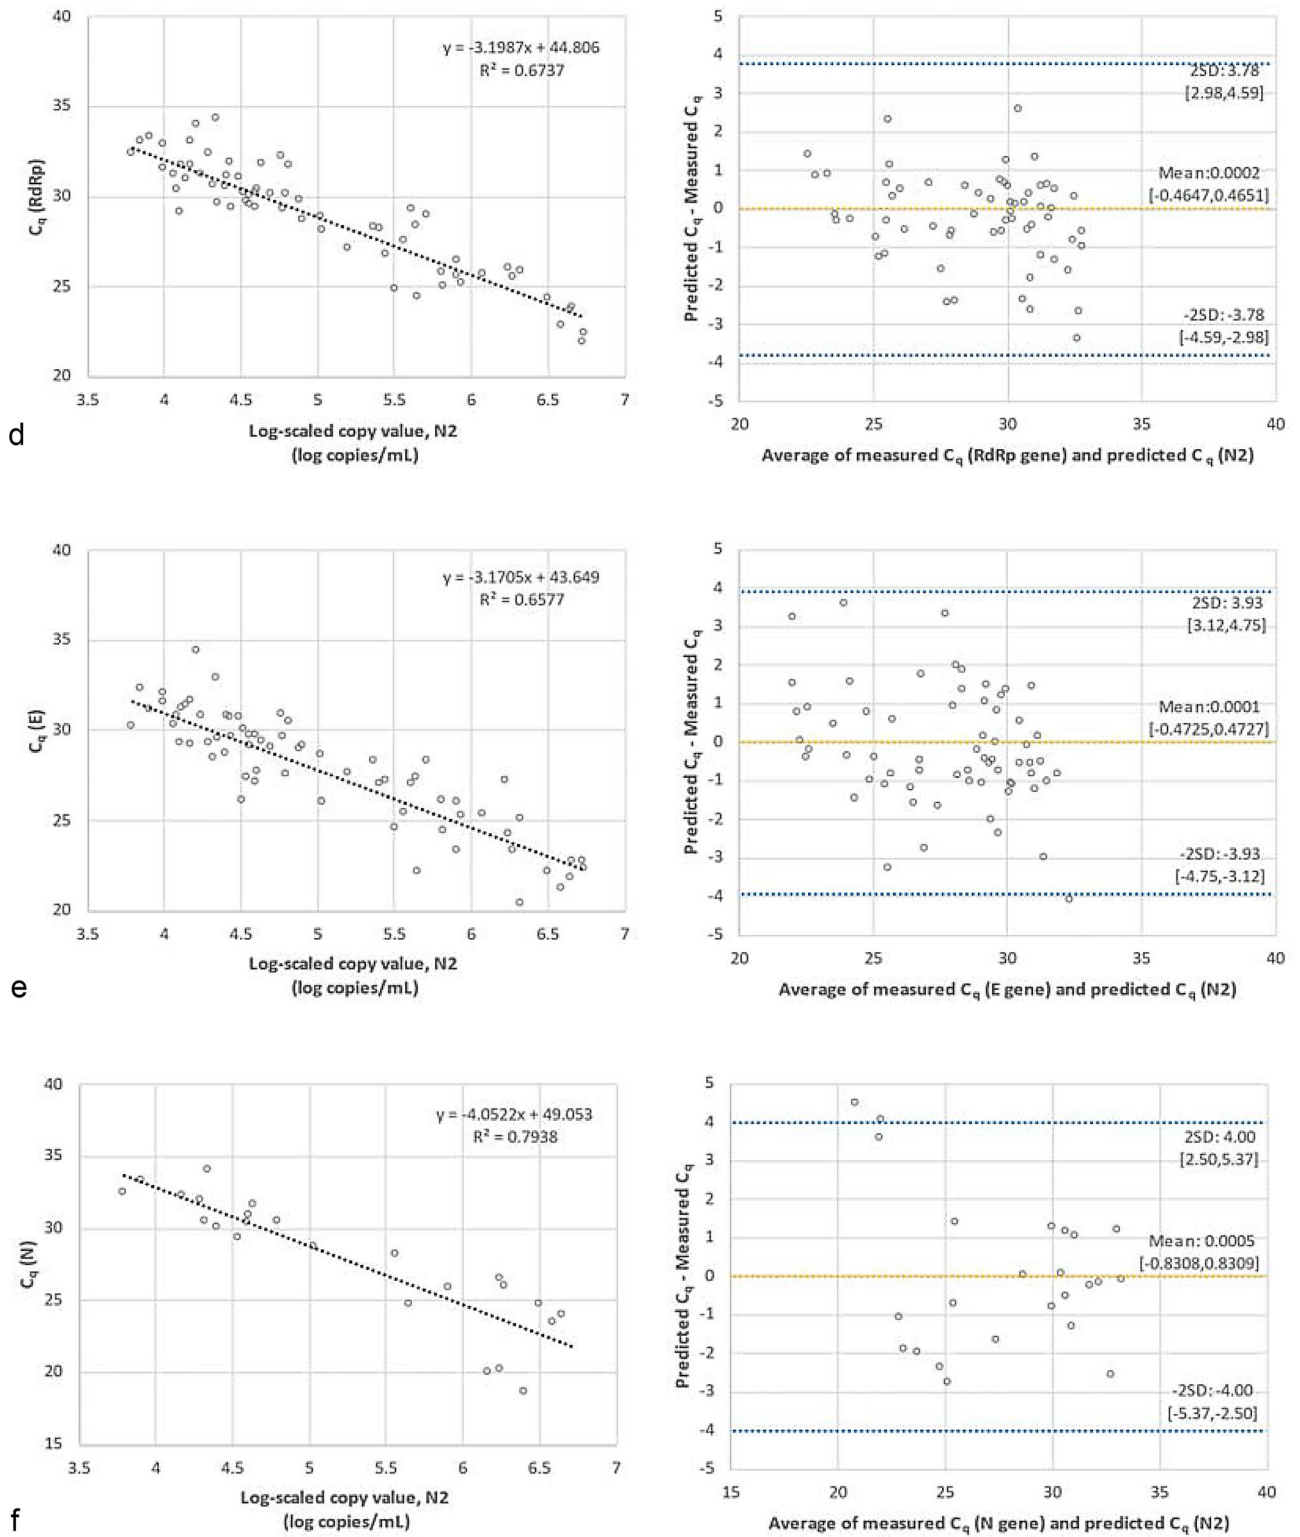 40
35
30
25
20
3.5 4 4.5 5 5.5 6 6.5 7
y = -3.1987x + 44.806
R² = 0.6737
Cq (RdRp)
Log-scaled copy value, N2
(log copies/mL)
d
5
4
3
2
1
0
-1
-2
-3
-4
-5
20 25 30 35 40
2SD: 3.78
[2.98,4.59]
Mean:0.0002
[-0.4647,0.4651]
-2SD: -3.78
[-4.59,-2.98]
Predicted Cq - Measured Cq
Average of measured Cq (RdRp gene) and predicted Cq (N2)
40
35
30
25
20
3.5 4 4.5 5 5.5 6 6.5 7
y = -3.1705x + 43.649
R² = 0.6577
Cq (E)
Log-scaled copy value, N2
(log copies/mL)
e
5
4
3
2
1
0
-1
-2
-3
-4
-5
20 25 30 35 40
2SD: 3.93
[3.12,4.75]
Mean:0.0001
[-0.4725,0.4727]
-2SD: -3.93
[-4.75,-3.12]
Predicted Cq - Measured Cq
Average of measured Cq (E gene) and predicted Cq (N2)
40
35
30
25
20
15
3.5 4 4.5 5 5.5 6 6.5 7
y = -4.0522x + 49.053
R² = 0.7938
Cq (N)
Log-scaled copy value, N2
(log copies/mL)
f
5
4
3
2
1
0
-1
-2
-3
-4
-5
15 20 25 30 35 40
2SD: 4.00
[2.50,5.37]
Mean: 0.0005
[-0.8308,0.8309]
-2SD: -4.00
[-5.37,-2.50]
Predicted Cq - Measured Cq
Average of measured Cq (N gene) and predicted Cq (N2)